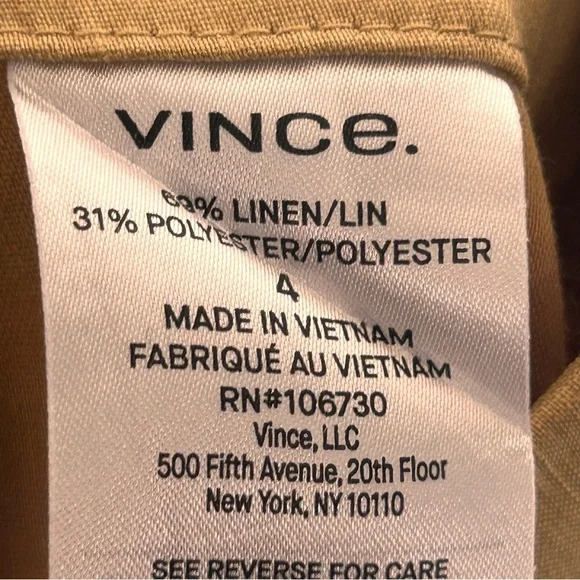 VINCe.
69% LINEN/LIN
31% POLYESTER/POLYESTER
4
MADE IN VIETNAM
FABRIQUÉ AU VIETNAM
RN#106730
Vince, LLC
500 Fifth Avenue, 20th Floor
New York, NY 10110
SEE REVERSE FOR CARE